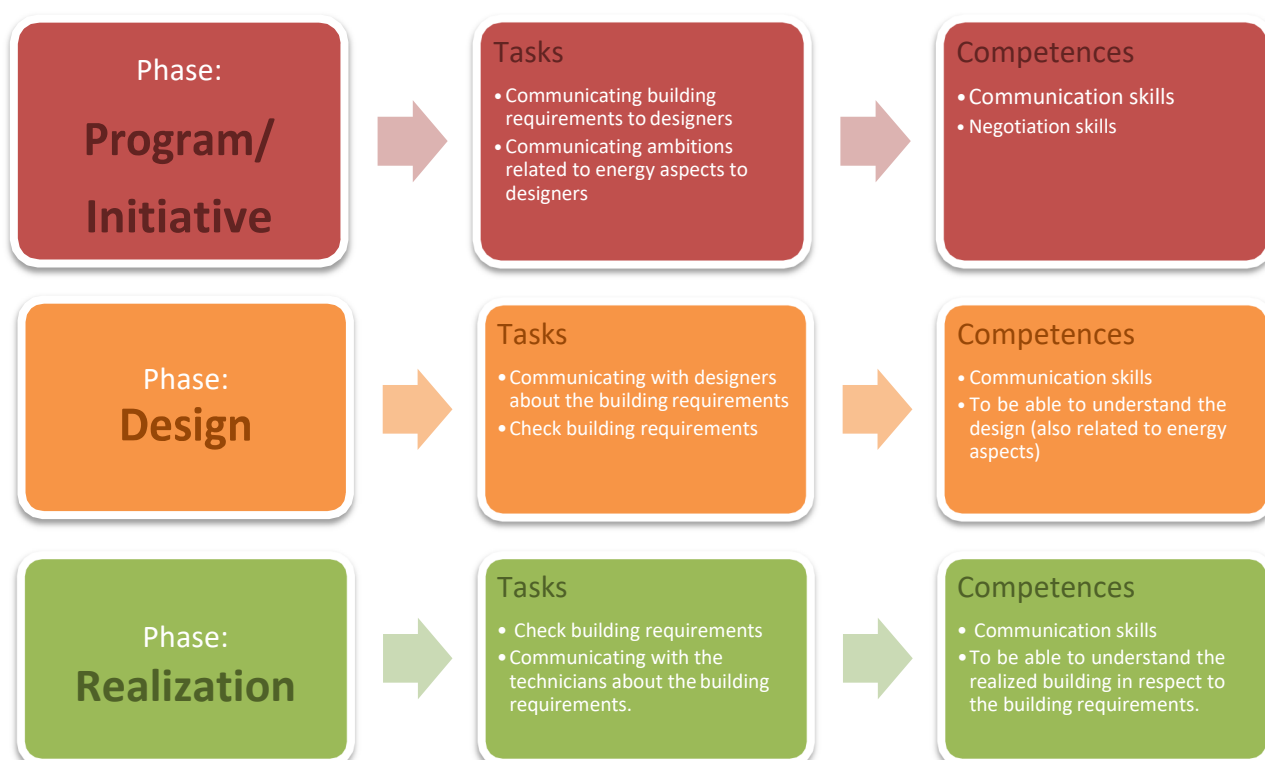 Phase:
Program/
Initiative
Tasks
• Communicating building
requirements to designers
• Communicating ambitions
related to energy aspects to
designers
Competences
• Communication skills
• Negotiation skills
Phase:
Design
Tasks
• Communicating with designers
about the building requirements
• Check building requirements
Competences
• Communication skills
• To be able to understand the
design (also related to energy
aspects)
Phase:
Realization
Tasks
• Check building requirements
• Communicating with the
technicians about the building
requirements.
Competences
• Communication skills
• To be able to understand the
realized building in respect to
the building requirements.